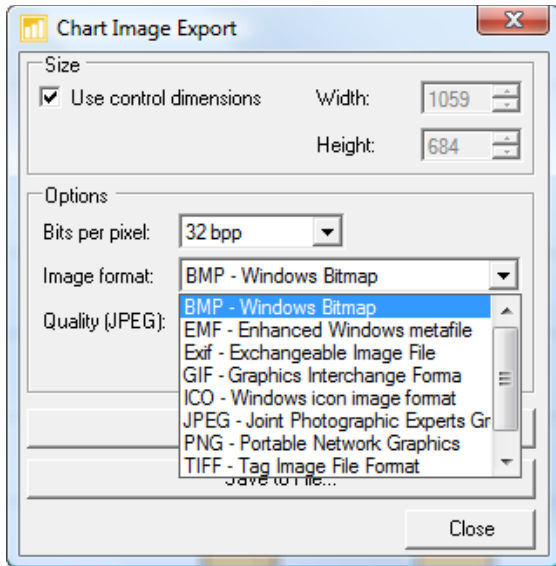 Chart Image Export
Size
Use control dimensions
Width:
1059
Height:
684
Options
Bits per pixel:
32 bpp
Image format:
BMP - Windows Bitmap
BMP - Windows Bitmap
EMF - Enhanced Windows metafile
Quality (JPEG):
Exif - Exchangeable Image File
GIF - Graphics Interchange Forma
ICO - Windows icon image format
JPEG - Joint Photographic Experts Gr
PNG - Portable Network Graphics
TIFF - Tag Image File Format
Save to File...
Close